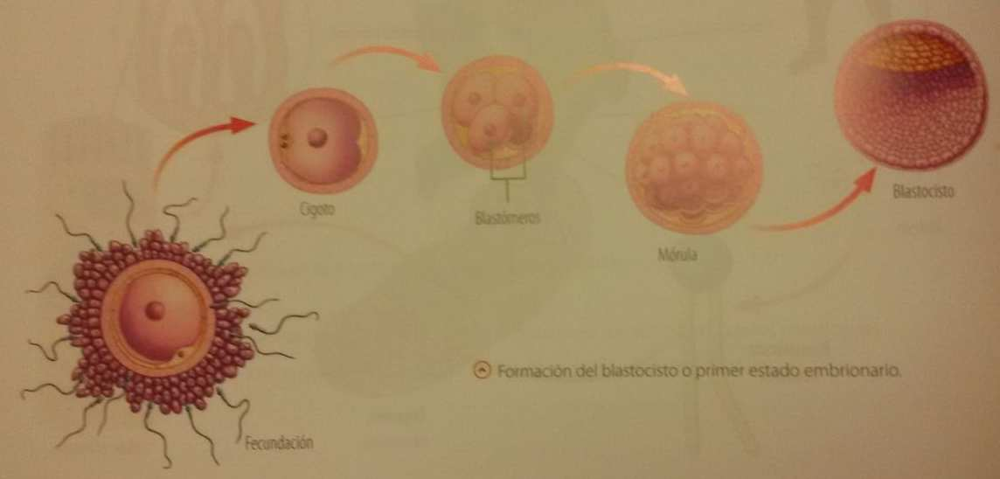 Cigoto
Blastómeros
Mórula
Blastocisto
Fecundación
Formación del blastocisto o primer estado embrionario.